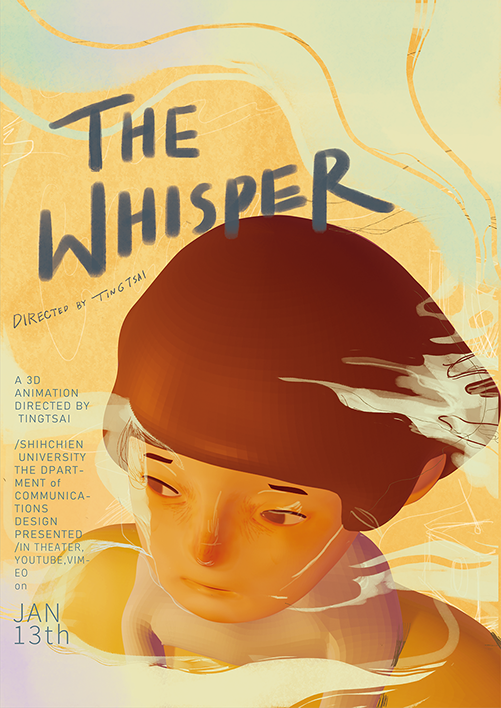 THE
WHISPER
DIRECTED BY TINGTSAI
A 3D
ANIMATION
DIRECTED BY
TINGTSAI
/SHIHCHIEN
UNIVERSITY
THE DPART-
MENT of
COMMUNICA-
TIONS
DESIGN
PRESENTED
/IN THEATER,
YOUTUBE,VIM-
EO
on
JAN
13th